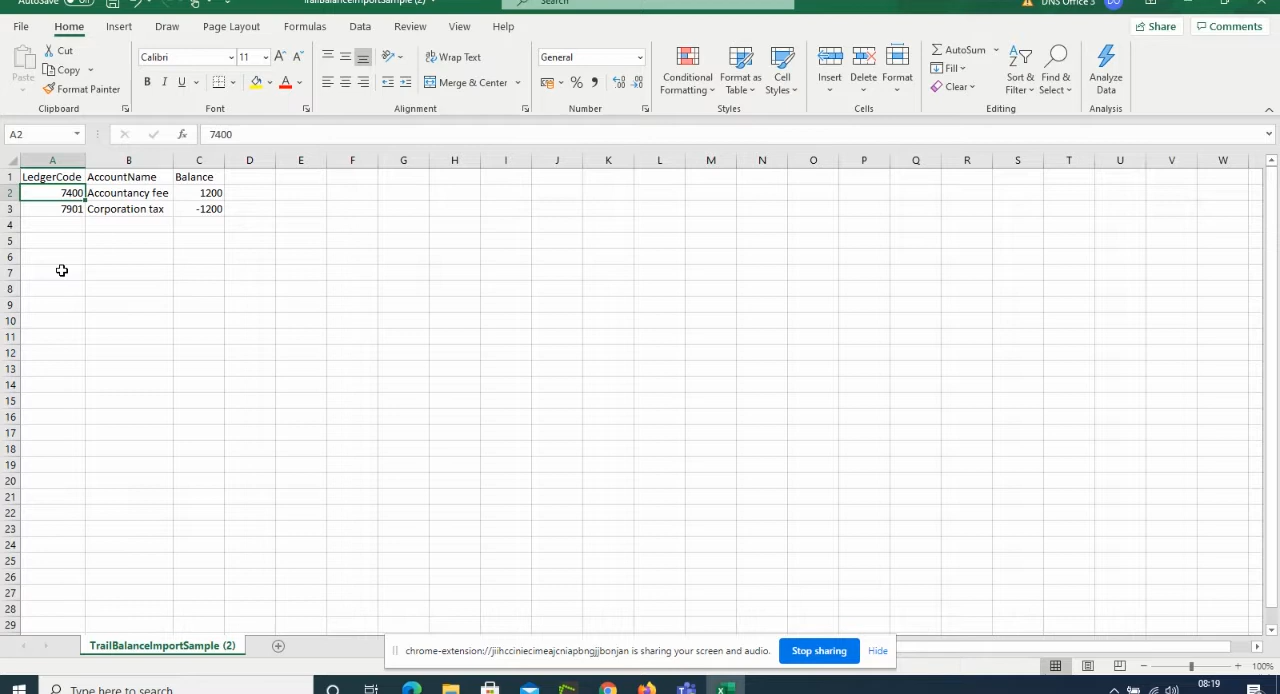 AutoSave Off TrailBalanceImportSample (2) Search DNS Office 3 DO
File Home Insert Draw Page Layout Formulas Data Review View Help Share Comments
Paste Cut Copy Format Painter
Calibri 11 A A
B I U A
Wrap Text
Merge & Center
General
% ,
Conditional Formatting
Format as Table
Cell Styles
Insert Delete Format
AutoSum
Fill
Clear
Sort & Filter
Find & Select
Analyze Data
Clipboard Font Alignment Number Styles Cells Editing Analysis
A2 fx 7400
A B C D E F G H I J K L M N O P Q R S T U V W
1 LedgerCode AccountName Balance
2 7400 Accountancy fee 1200
3 7901 Corporation tax -1200
4
5
6
7
8
9
10
11
12
13
14
15
16
17
18
19
20
21
22
23
24
25
26
27
28
29
TrailBalanceImportSample (2)
chrome-extension://jiihcciniecimeajcniapbngjjbonjan is sharing your screen and audio. Stop sharing Hide
100%
Type here to search
08:19